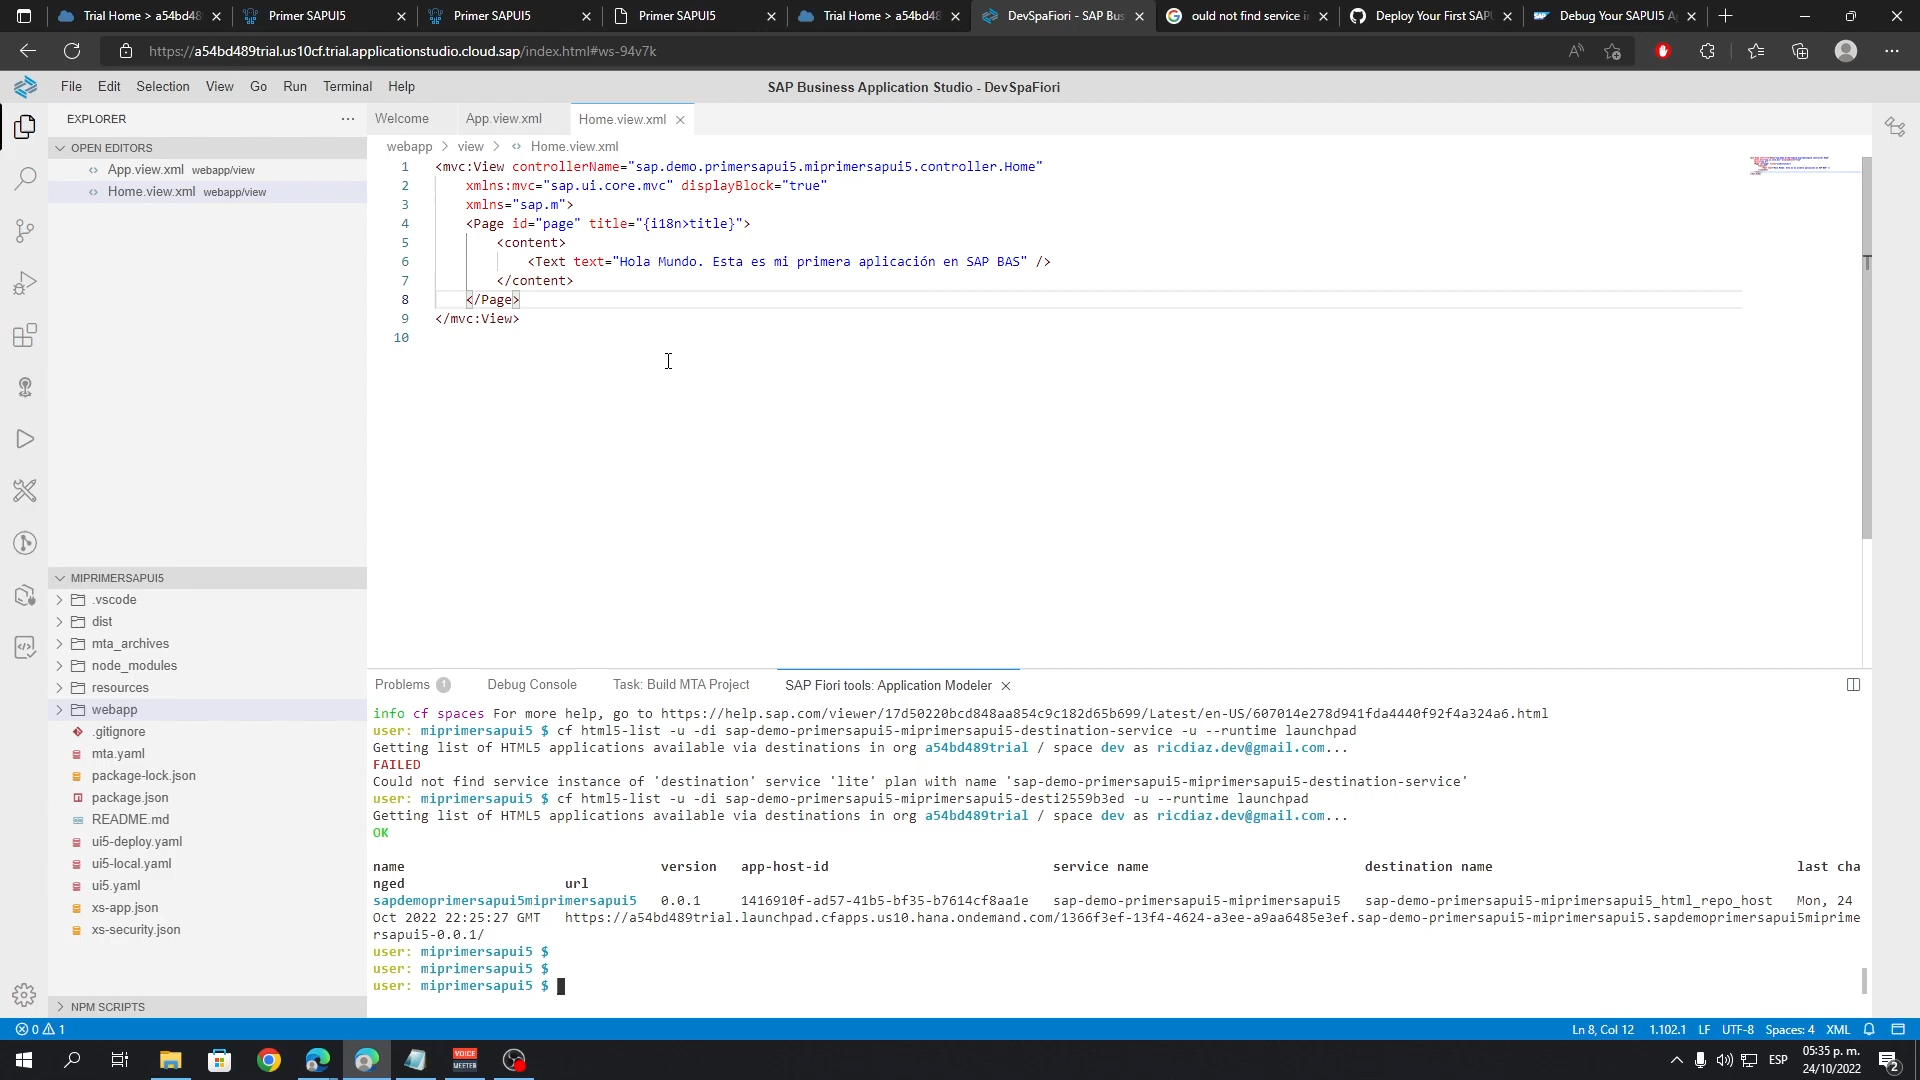 Trial Home > a54bd48
Primer SAPUI5
Primer SAPUI5
Primer SAPUI5
Trial Home > a54bd48
DevSpaFiori - SAP Bus
ould not find service i
Deploy Your First SAPU
Debug Your SAPUI5 A
https://a54bd489trial.us10cf.trial.applicationstudio.cloud.sap/index.html#ws-94v7k
File Edit Selection View Go Run Terminal Help
SAP Business Application Studio - DevSpaFiori
EXPLORER
Welcome
App.view.xml
Home.view.xml
OPEN EDITORS
App.view.xml webapp/view
Home.view.xml webapp/view
webapp > view > Home.view.xml
1 <mvc:View controllerName="sap.demo.primersapui5.miprimersapui5.controller.Home"
2 xmlns:mvc="sap.ui.core.mvc" displayBlock="true"
3 xmlns="sap.m">
4 <Page id="page" title="{i18n>title}">
5 <content>
6 <Text text="Hola Mundo. Esta es mi primera aplicación en SAP BAS" />
7 </content>
8 </Page>
9 </mvc:View>
10
MIPRIMERSAPUI5
.vscode
dist
mta_archives
node_modules
resources
webapp
.gitignore
mta.yaml
package-lock.json
package.json
README.md
ui5-deploy.yaml
ui5-local.yaml
ui5.yaml
xs-app.json
xs-security.json
NPM SCRIPTS
Problems 1
Debug Console
Task: Build MTA Project
SAP Fiori tools: Application Modeler
info cf spaces For more help, go to https://help.sap.com/viewer/17d50220bcd848aa854c9c182d65b699/Latest/en-US/607014e278d941fda4440f92f4a324a6.html
user: miprimersapui5 $ cf html5-list -u -di sap-demo-primersapui5-miprimersapui5-destination-service -u --runtime launchpad
Getting list of HTML5 applications available via destinations in org a54bd489trial / space dev as ricdiaz.dev@gmail.com...
FAILED
Could not find service instance of 'destination' service 'lite' plan with name 'sap-demo-primersapui5-miprimersapui5-destination-service'
user: miprimersapui5 $ cf html5-list -u -di sap-demo-primersapui5-miprimersapui5-desti2559b3ed -u --runtime launchpad
Getting list of HTML5 applications available via destinations in org a54bd489trial / space dev as ricdiaz.dev@gmail.com...
OK
name version app-host-id service name destination name last cha
nged url
sapdemoprimersapui5miprimersapui5 0.0.1 1416910f-ad57-41b5-bf35-b7614cf8aa1e sap-demo-primersapui5-miprimersapui5 sap-demo-primersapui5-miprimersapui5_html_repo_host Mon, 24
Oct 2022 22:25:27 GMT https://a54bd489trial.launchpad.cfapps.us10.hana.ondemand.com/1366f3ef-13f4-4624-a3ee-a9aa6485e3ef.sap-demo-primersapui5-miprimersapui5.sapdemoprimersapui5miprime
rsapui5-0.0.1/
user: miprimersapui5 $
user: miprimersapui5 $
user: miprimersapui5 $
0 1
Ln 8, Col 12 1.102.1 LF UTF-8 Spaces: 4 XML
VOICE
MEETER
ESP
05:35 p. m.
24/10/2022
2